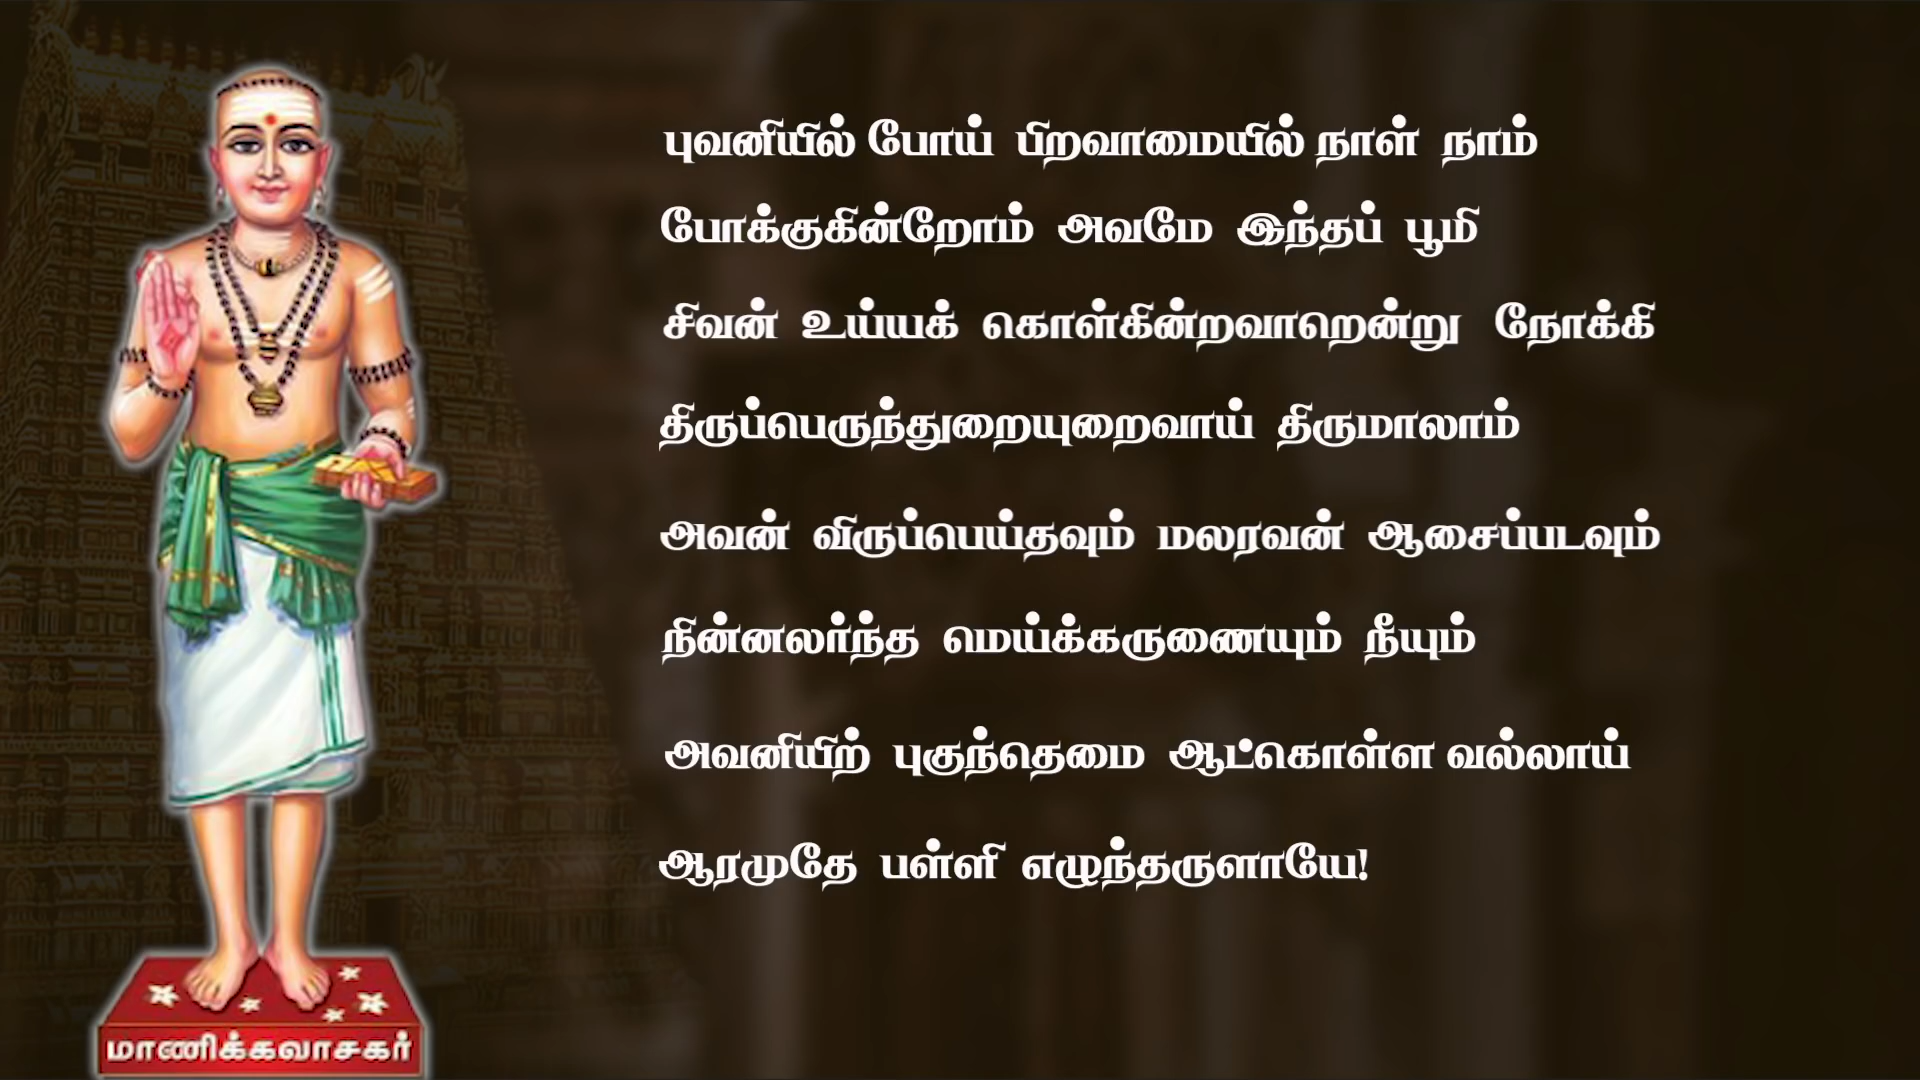 புவனியில் போய் பிறவாமையில் நாள் நாம்
போக்குகின்றோம் அவமே இந்தப் பூமி
சிவன் உய்யக் கொள்கின்றவாறென்று நோக்கி
திருப்பெருந்துறையுறைவாய் திருமாலாம்
அவன் விருப்பெய்தவும் மலரவன் ஆசைப்படவும்
நின்னலர்ந்த மெய்க்கருணையும் நீயும்
அவனியிற் புகுந்தெமை ஆட்கொள்ள வல்லாய்
ஆரமுதே பள்ளி எழுந்தருளாயே!
மாணிக்கவாசகர்